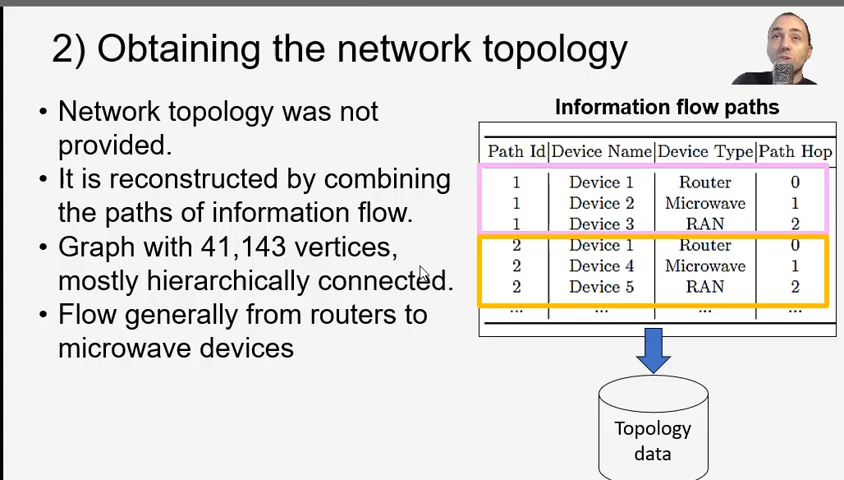 2) Obtaining the network topology
• Network topology was not
provided.
• It is reconstructed by combining
the paths of information flow.
• Graph with 41,143 vertices,
mostly hierarchically connected.
• Flow generally from routers to
microwave devices
Information flow paths
Path Id Device Name Device Type Path Hop
1 Device 1 Router 0
1 Device 2 Microwave 1
1 Device 3 RAN 2
2 Device 1 Router 0
2 Device 4 Microwave 1
2 Device 5 RAN 2
... ... ... ...
Topology
data